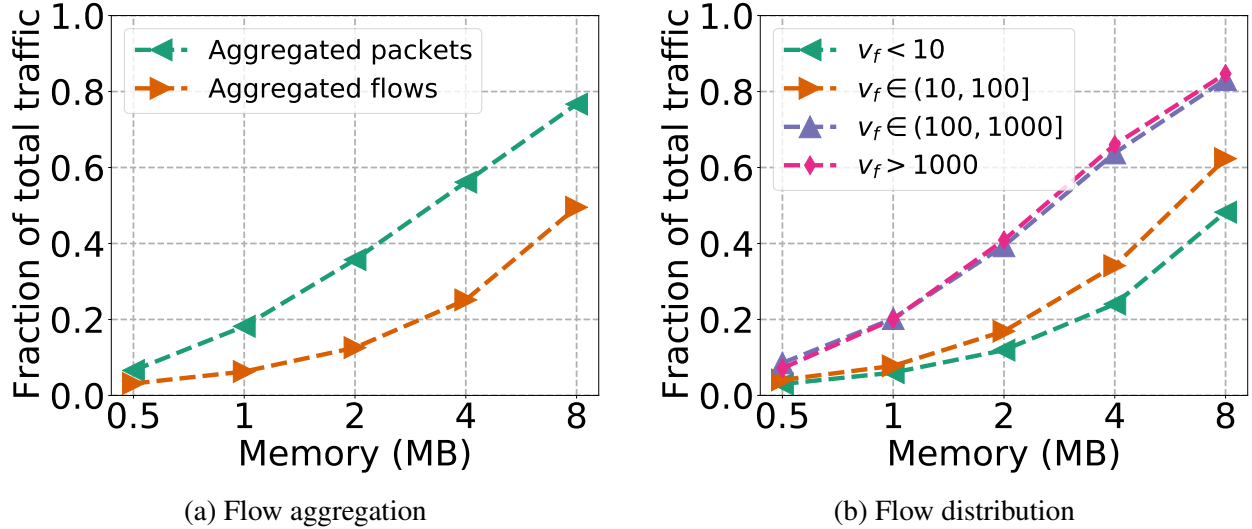 Fraction of total traffic
1.0
0.8
0.6
0.4
0.2
0.0
Aggregated packets
Aggregated flows
0.5 1 2 4 8
Memory (MB)
(a) Flow aggregation
Fraction of total traffic
1.0
0.8
0.6
0.4
0.2
0.0
v_f < 10
v_f ∈ (10, 100]
v_f ∈ (100, 1000]
v_f > 1000
0.5 1 2 4 8
Memory (MB)
(b) Flow distribution